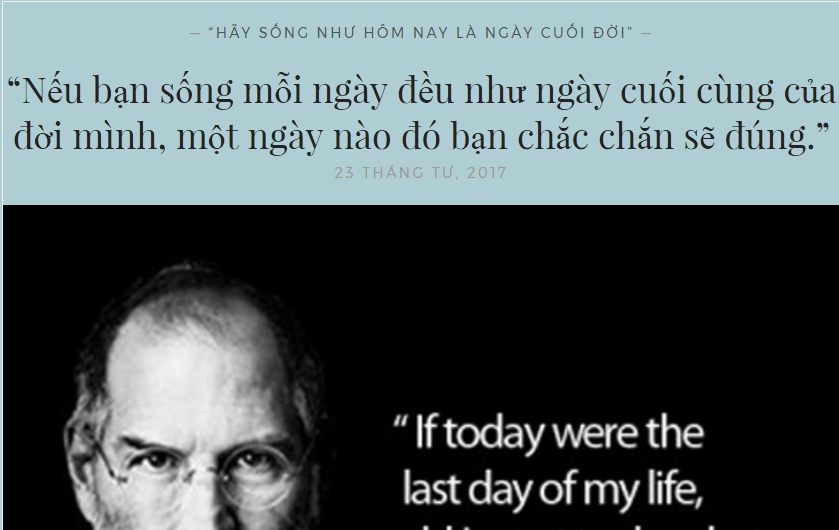 — “HÃY SỐNG NHƯ HÔM NAY LÀ NGÀY CUỐI ĐỜI” —
“Nếu bạn sống mỗi ngày đều như ngày cuối cùng của
đời mình, một ngày nào đó bạn chắc chắn sẽ đúng.”
23 THÁNG TƯ, 2017
“ If today were the
last day of my life,